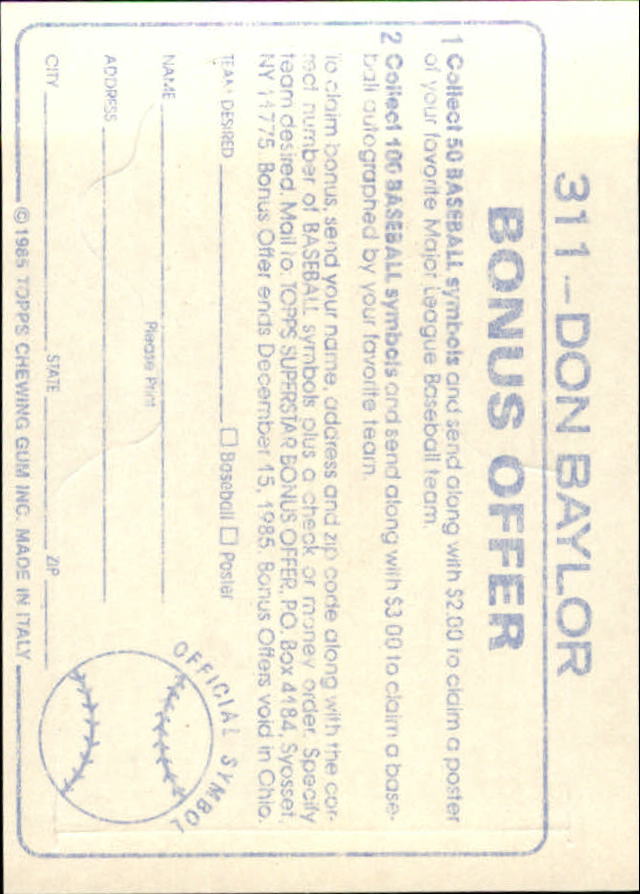 311—DON BAYLOR
BONUS OFFER
1 Collect 50 BASEBALL symbols and send along with $2.00 to claim a poster
of your favorite Major League Baseball team.
2 Collect 100 BASEBALL symbols and send along with $3.00 to claim a base-
ball autographed by your favorite team.
To claim bonus, send your name, address and zip code along with the cor-
rect number of BASEBALL symbols plus a check or money order. Specify
team desired. Mail to: TOPPS SUPERSTAR BONUS OFFER, P.O. Box 4184, Syosset,
NY 11775. Bonus Offer ends December 15, 1985. Bonus Offers void in Ohio.
TEAM DESIRED ☐ Baseball ☐ Poster
NAME
Please Print
ADDRESS
CITY STATE ZIP
OFFICIAL SYMBOL
© 1985 TOPPS CHEWING GUM INC. MADE IN ITALY